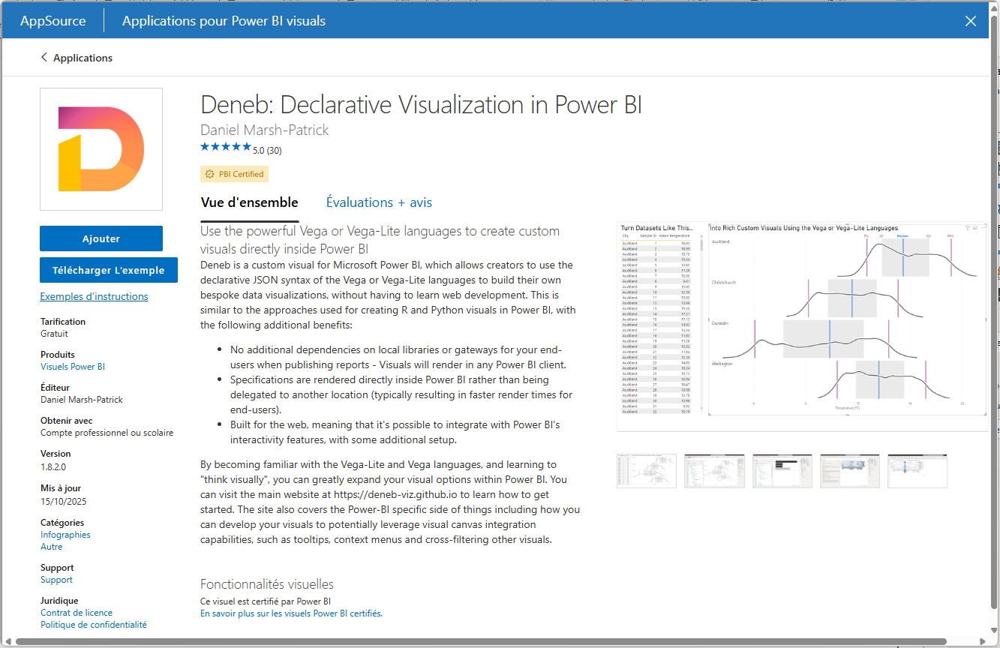 AppSource
Applications pour Power BI visuals
Applications
Deneb: Declarative Visualization in Power BI
Daniel Marsh-Patrick
5.0 (30)
PBI Certified
Vue d'ensemble
Évaluations + avis
Ajouter
Télécharger L'exemple
Exemples d'instructions
Tarification
Gratuit
Produits
Visuels Power BI
Éditeur
Daniel Marsh-Patrick
Obtenir avec
Compte professionnel ou scolaire
Version
1.8.2.0
Mis à jour
15/10/2025
Catégories
Infographies
Autre
Support
Support
Juridique
Contrat de licence
Politique de confidentialité
Use the powerful Vega or Vega-Lite languages to create custom
visuals directly inside Power BI
Deneb is a custom visual for Microsoft Power BI, which allows creators to use the
declarative JSON syntax of the Vega or Vega-Lite languages to build their own
bespoke data visualizations, without having to learn web development. This is
similar to the approaches used for creating R and Python visuals in Power BI, with
the following additional benefits:
• No additional dependencies on local libraries or gateways for your end-
users when publishing reports - Visuals will render in any Power BI client.
• Specifications are rendered directly inside Power BI rather than being
delegated to another location (typically resulting in faster render times for
end-users).
• Built for the web, meaning that it's possible to integrate with Power BI's
interactivity features, with some additional setup.
By becoming familiar with the Vega-Lite and Vega languages, and learning to
"think visually", you can greatly expand your visual options within Power BI. You
can visit the main website at https://deneb-viz.github.io to learn how to get
started. The site also covers the Power-BI specific side of things including how you
can develop your visuals to potentially leverage visual canvas integration
capabilities, such as tooltips, context menus and cross-filtering other visuals.
Fonctionnalités visuelles
Ce visuel est certifié par Power BI
En savoir plus sur les visuels Power BI certifiés.
Turn Datasets Like This...
City Sample ID Mean Temperature
Into Rich Custom Visuals Using the Vega or Vega-Lite Languages
Median
Auckland
Christchurch
Dunedin
Wellington
0 5 10 15 20
Temperature (°C)